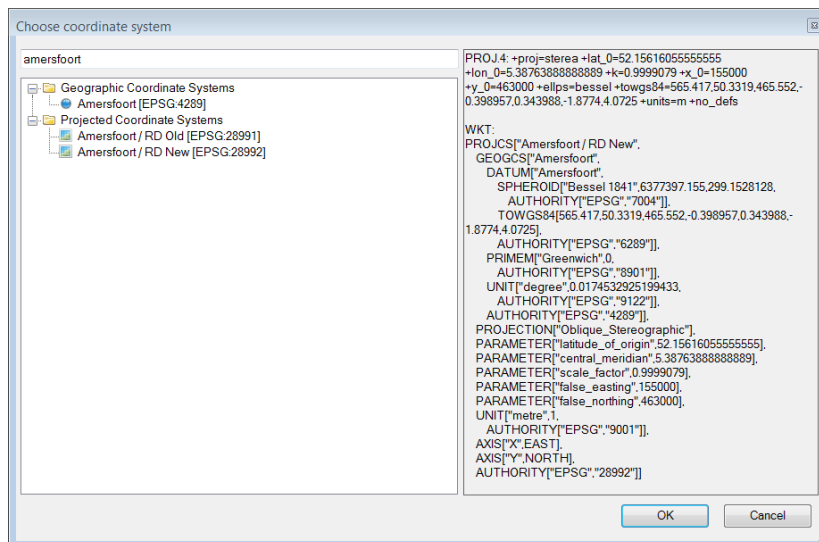 Choose coordinate system
amersfoort
Geographic Coordinate Systems
Amersfoort [EPSG:4289]
Projected Coordinate Systems
Amersfoort / RD Old [EPSG:28991]
Amersfoort / RD New [EPSG:28992]
PROJ.4: +proj=sterea +lat_0=52.15616055555555
+lon_0=5.38763888888889 +k=0.9999079 +x_0=155000
+y_0=463000 +ellps=bessel +towgs84=565.417,50.3319,465.552,-
0.398957,0.343988,-1.8774,4.0725 +units=m +no_defs
WKT:
PROJCS["Amersfoort / RD New",
GEOGCS["Amersfoort",
DATUM["Amersfoort",
SPHEROID["Bessel 1841",6377397.155,299.1528128,
AUTHORITY["EPSG","7004"]],
TOWGS84[565.417,50.3319,465.552,-0.398957,0.343988,-
1.8774,4.0725],
AUTHORITY["EPSG","6289"]],
PRIMEM["Greenwich",0,
AUTHORITY["EPSG","8901"]],
UNIT["degree",0.0174532925199433,
AUTHORITY["EPSG","9122"]],
AUTHORITY["EPSG","4289"]],
PROJECTION["Oblique_Stereographic"],
PARAMETER["latitude_of_origin",52.15616055555555],
PARAMETER["central_meridian",5.38763888888889],
PARAMETER["scale_factor",0.9999079],
PARAMETER["false_easting",155000],
PARAMETER["false_northing",463000],
UNIT["metre",1,
AUTHORITY["EPSG","9001"]],
AXIS["X",EAST],
AXIS["Y",NORTH],
AUTHORITY["EPSG","28992"]]
OK
Cancel